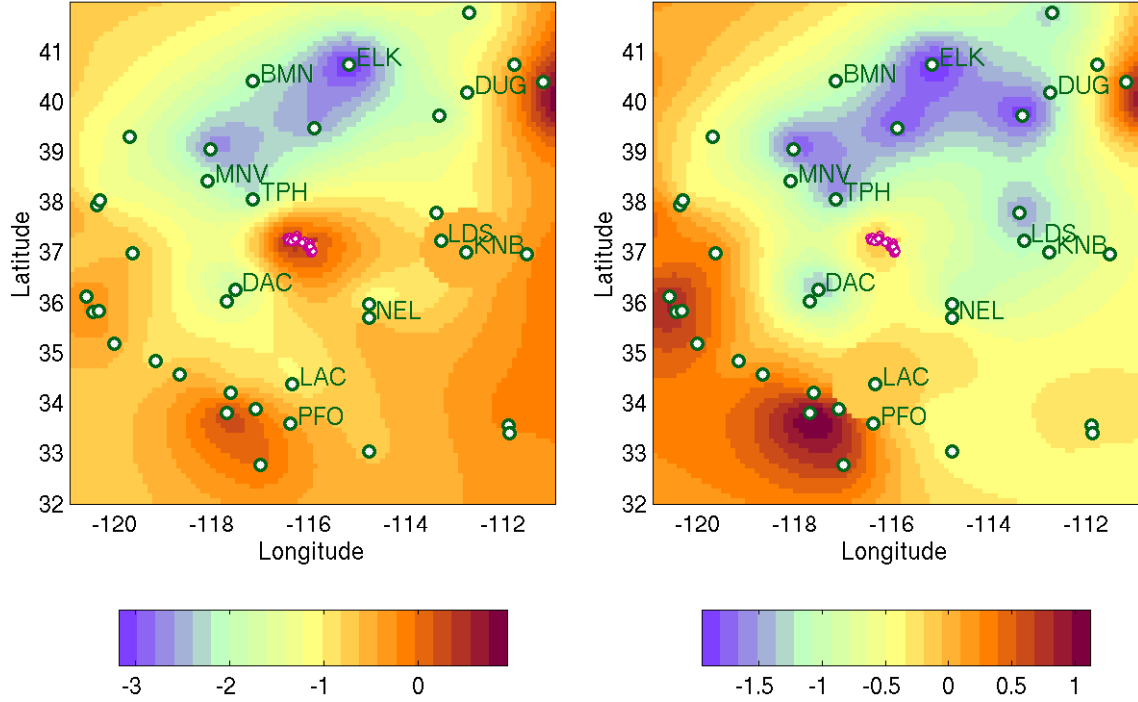 41
40
39
38
37
36
35
34
33
32
Latitude
-120
-118
-116
-114
-112
Longitude
ELK
BMN
DUG
MNV
TPH
LDS
KNB
DAC
NEL
LAC
PFO
-3
-2
-1
0
41
40
39
38
37
36
35
34
33
32
Latitude
-120
-118
-116
-114
-112
Longitude
ELK
BMN
DUG
MNV
TPH
LDS
KNB
DAC
NEL
LAC
PFO
-1.5
-1
-0.5
0
0.5
1